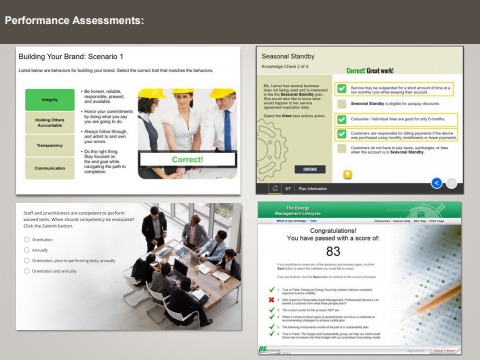 Performance Assessments:
Building Your Brand: Scenario 1
Listed below are behaviors for building your brand. Select the correct trait that matches the behaviors.
Integrity
Holding Others
Accountable
Transparency
Communication
• Be honest, reliable,
responsible, present,
and available.
• Honor your commitments
by doing what you say
you are going to do.
• Always follow through,
and admit to and own
your errors.
• Do the right thing.
Stay focused on
the end goal while
navigating the path to
completion.
Correct!
Seasonal Standby
Knowledge Check 2 of 4
Ms. Lamar has several business
lines not being used and is interested
in the Seasonal Standby plan.
She would also like to know
what would happen to her service
agreement expiration date.
Select the three best actions
CONTINUE
3/7 Plan Information
Correct! Great work!
Service may be suspended for a short amount of time at a
low monthly cost while keeping their account.
Seasonal Standby is eligible for autopay discounts
Consumer / individual lines are good for only 6-months.
Customers are responsible for billing payments if the device
was purchased using monthly installments or lease payments
Customers do not have to pay taxes, surcharges, or fees
when the account is in Seasonal Standby.
Staff and practitioners are competent to perform
waived tests. When should competency be evaluated?
Click the Submit button.
Orientation
Annually
Orientation, prior to performing tests, annually
Orientation and annually
The Energy
Management Lifecycle
Congratulations!
You have passed with a score of:
83